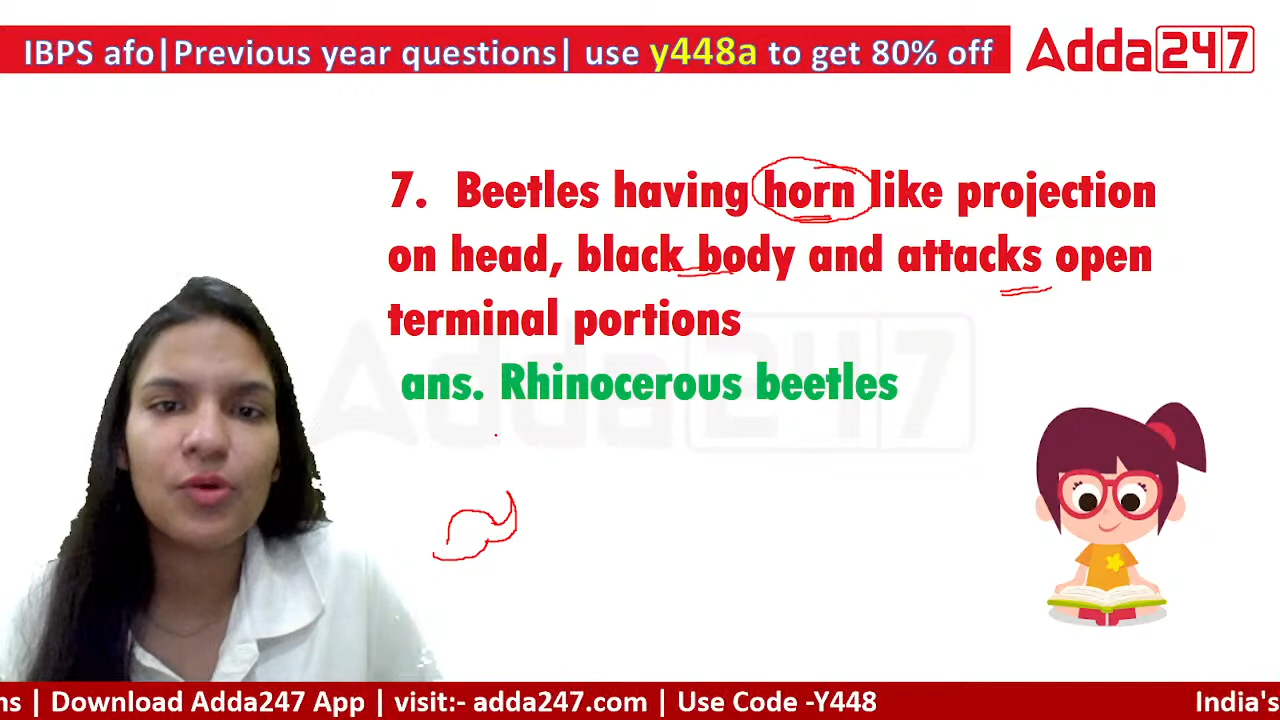 IBPS afo|Previous year questions| use y448a to get 80% off
Adda247
7. Beetles having horn like projection
on head, black body and attacks open
terminal portions
ans. Rhinocerous beetles
Adda247
ns | Download Adda247 App | visit:- adda247.com | Use Code -Y448
India's